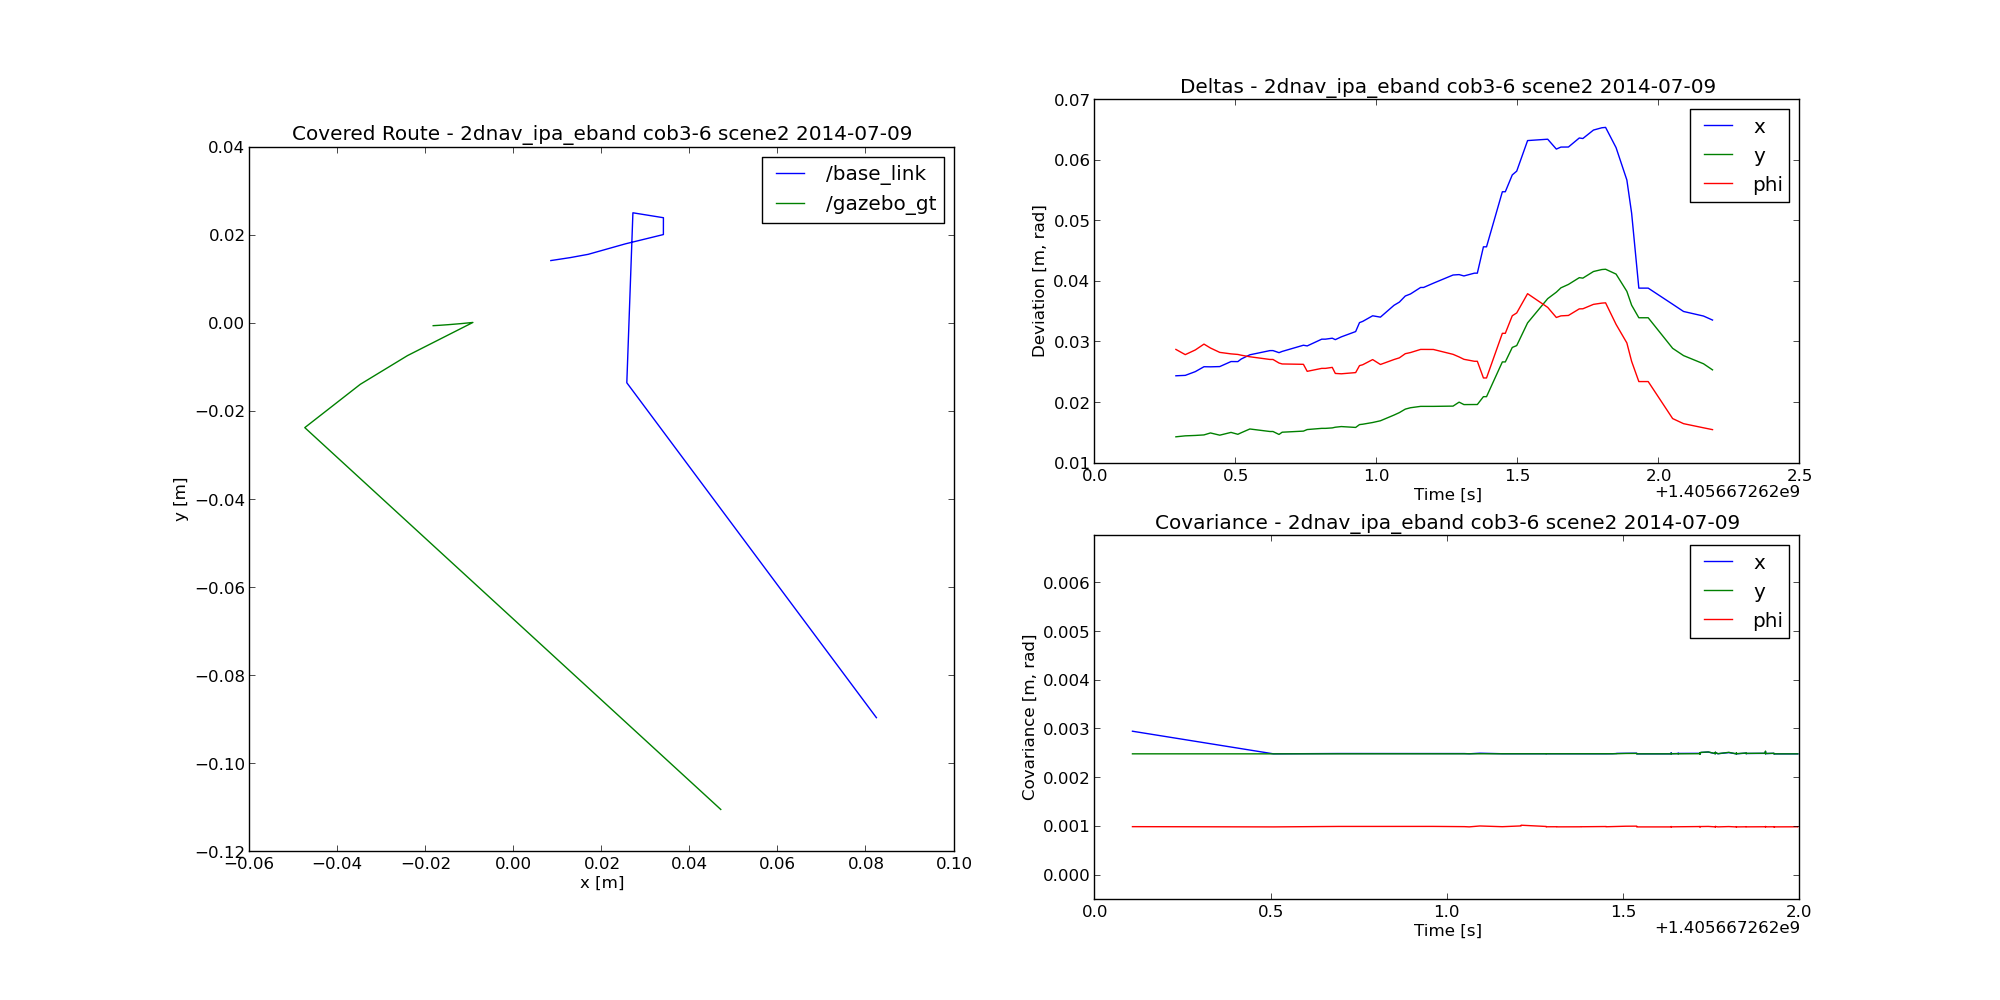 Covered Route - 2dnav_ipa_eband cob3-6 scene2 2014-07-09
/base_link
/gazebo_gt
0.04
0.02
0.00
−0.02
−0.04
−0.06
−0.08
−0.10
−0.12
y [m]
−0.06 −0.04 −0.02 0.00 0.02 0.04 0.06 0.08 0.10
x [m]
Deltas - 2dnav_ipa_eband cob3-6 scene2 2014-07-09
x
y
phi
0.07
0.06
0.05
0.04
0.03
0.02
0.01
Deviation [m, rad]
0.0 0.5 1.0 1.5 2.0 2.5
Time [s]
+1.405667262e9
Covariance - 2dnav_ipa_eband cob3-6 scene2 2014-07-09
x
y
phi
0.006
0.005
0.004
0.003
0.002
0.001
0.000
Covariance [m, rad]
0.0 0.5 1.0 1.5 2.0
Time [s]
+1.405667262e9